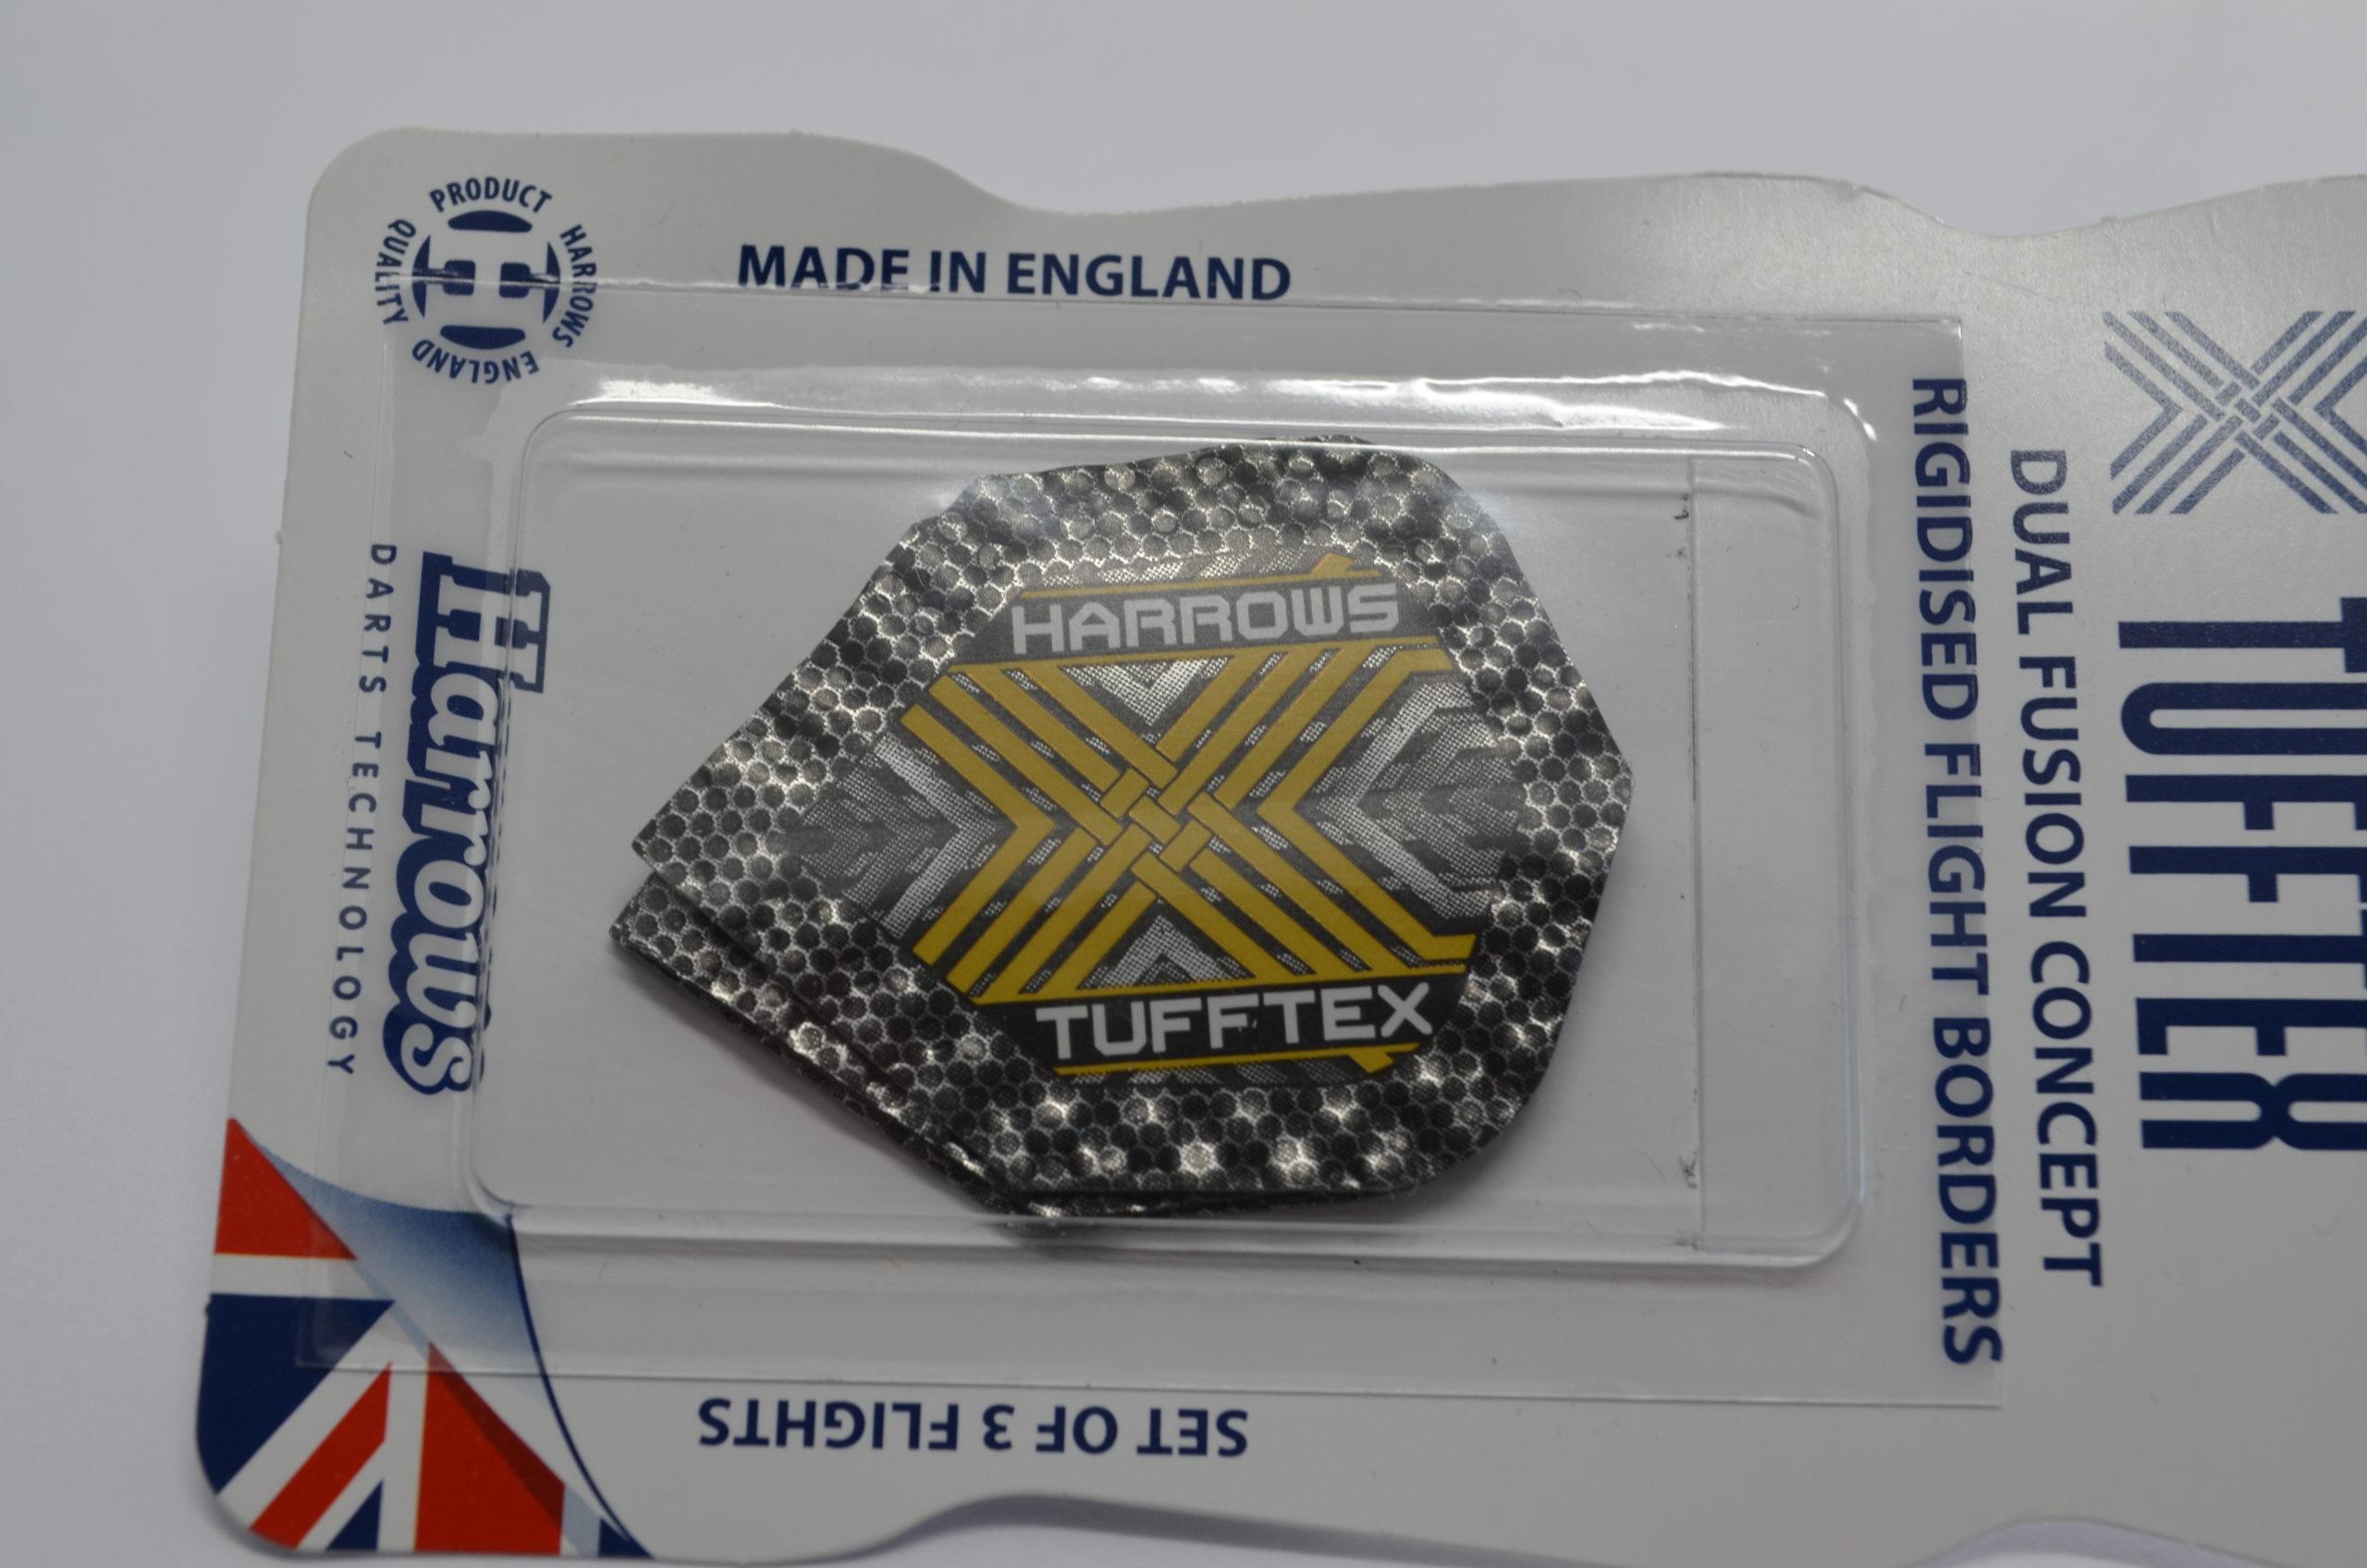 PRODUCT
HARROWS
ENGLAND
QUALITY
H
MADE IN ENGLAND
Harrows
DARTS TECHNOLOGY
HARROWS
TUFFTEX
RIGIDISED FLIGHT BORDERS
DUAL FUSION CONCEPT
TUFFTEX
SET OF 3 FLIGHTS